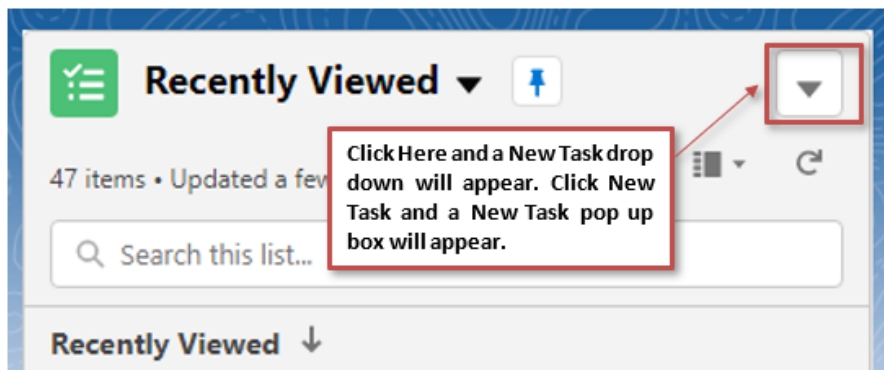 Recently Viewed
Click Here and a New Task drop
down will appear. Click New
Task and a New Task pop up
box will appear.
47 items • Updated a few
Search this list...
Recently Viewed